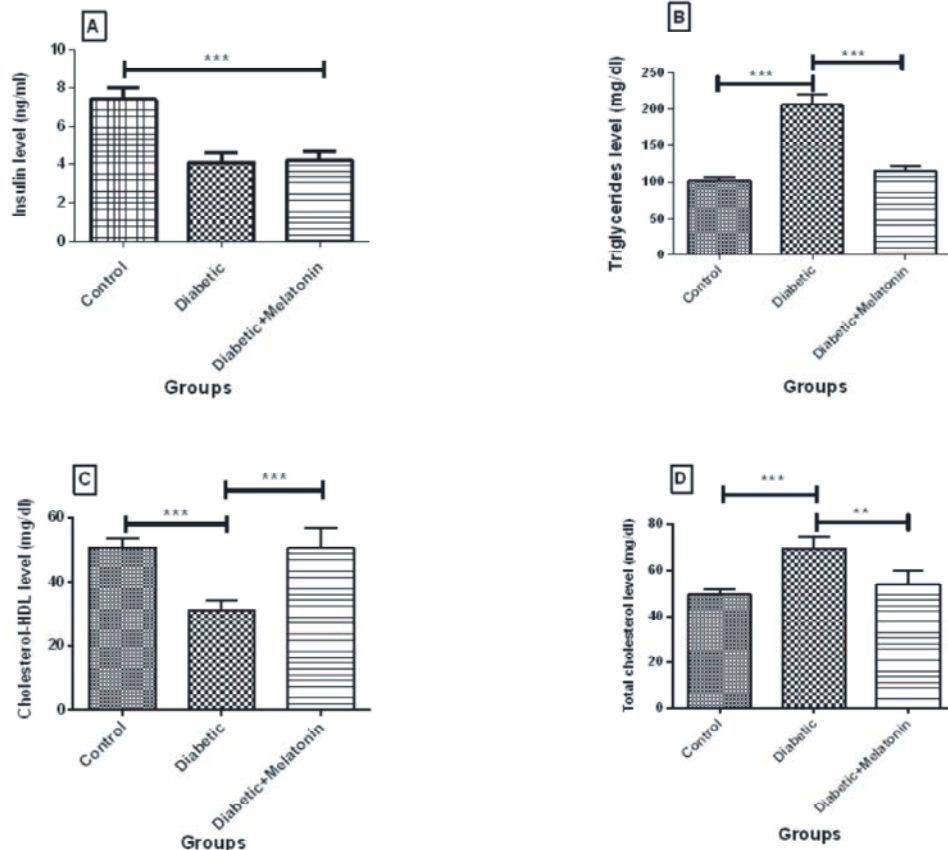 A
***
Insulin level (ng/ml)
10
8
6
4
2
0
Control
Diabetic
Diabetic+Melatonin
Groups
B
***
***
Triglycerides level (mg/dl)
250
200
150
100
50
0
Control
Diabetic
Diabetic+Melatonin
Groups
C
***
***
Cholesterol-HDL level (mg/dl)
60
40
20
0
Control
Diabetic
Diabetic+Melatonin
Groups
D
***
**
Total cholesterol level (mg/dl)
80
60
40
20
0
Control
Diabetic
Diabetic+Melatonin
Groups